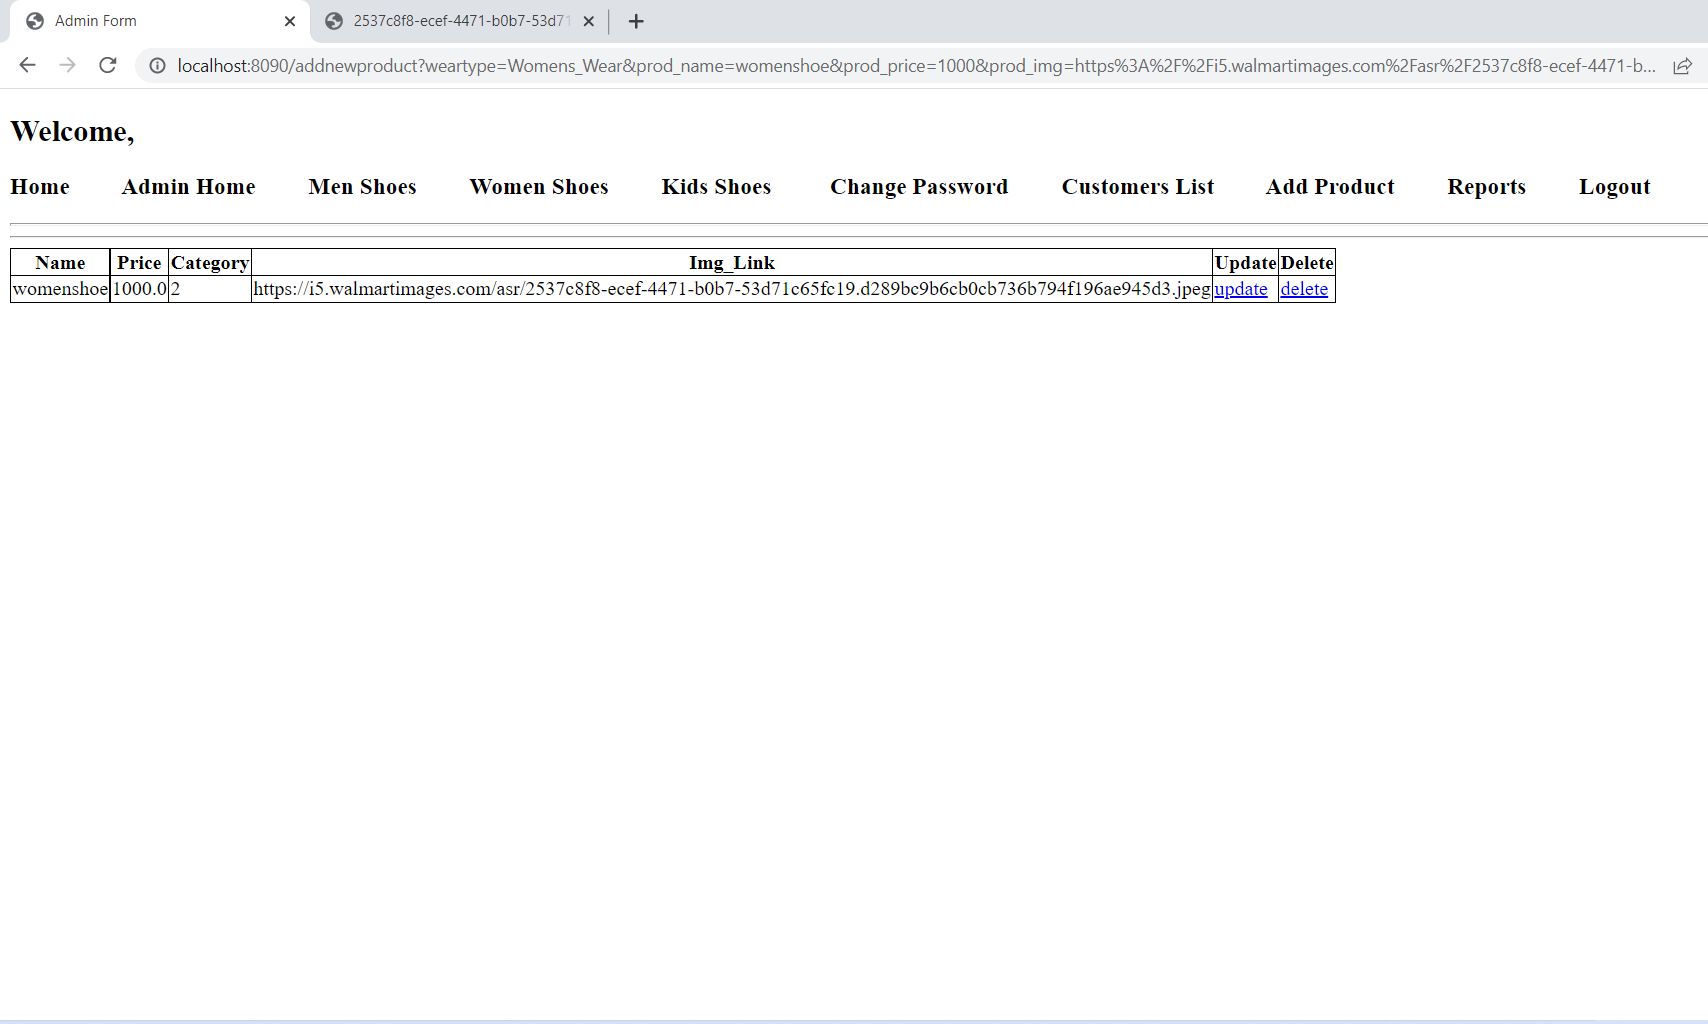 Admin Form
2537c8f8-ecef-4471-b0b7-53d71
localhost:8090/addnewproduct?weartype=Womens_Wear&prod_name=womenshoe&prod_price=1000&prod_img=https%3A%2F%2Fi5.walmartimages.com%2Fasr%2F2537c8f8-ecef-4471-b...
Welcome,
Home Admin Home Men Shoes Women Shoes Kids Shoes Change Password Customers List Add Product Reports Logout
Name Price Category Img_Link Update Delete
womenshoe 1000.0 2 https://i5.walmartimages.com/asr/2537c8f8-ecef-4471-b0b7-53d71c65fc19.d289bc9b6cb0cb736b794f196ae945d3.jpeg update delete